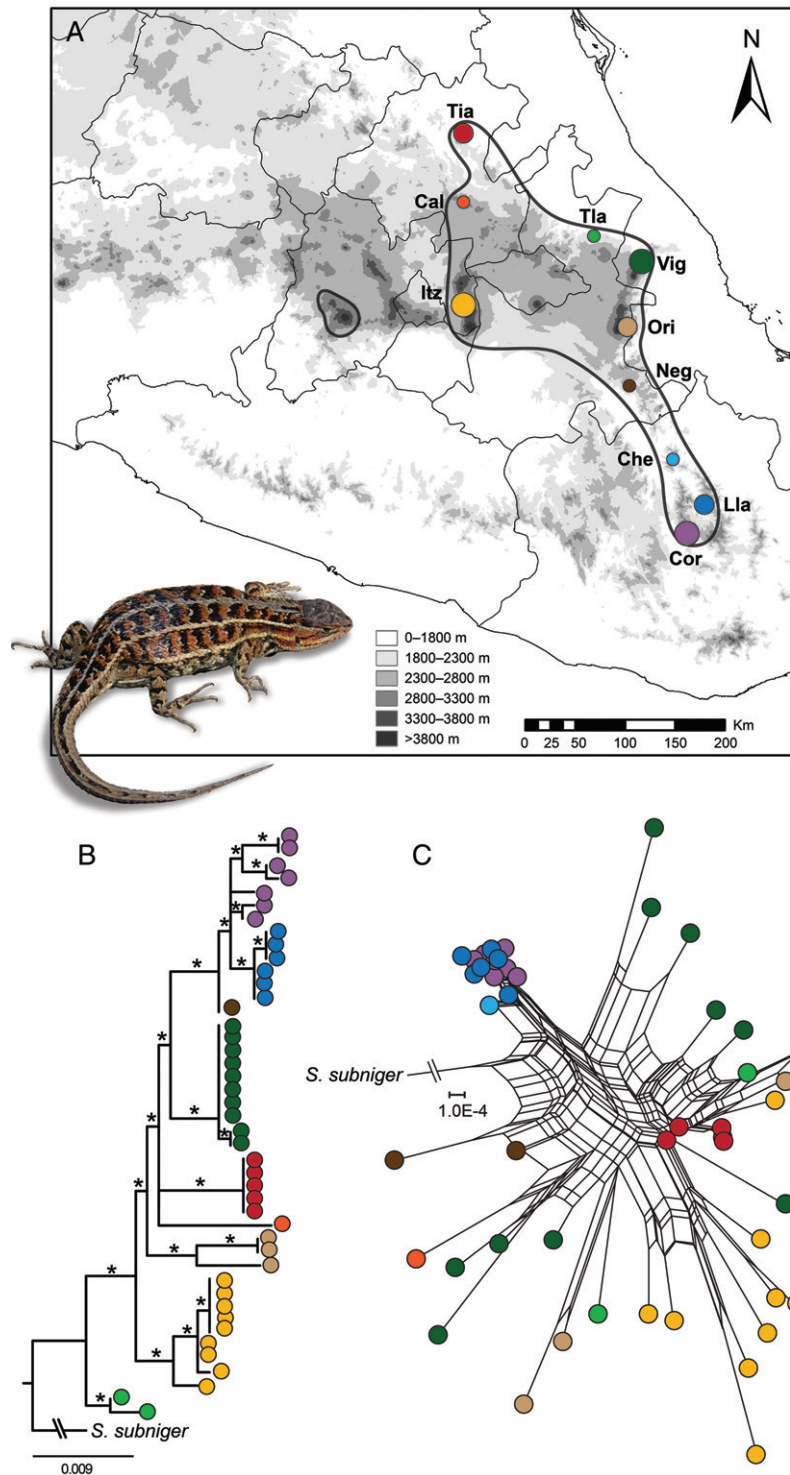 A
N
Tia
Cal
Tla
Vig
Itz
Ori
Neg
Che
Lla
Cor
0–1800 m
1800–2300 m
2300–2800 m
2800–3300 m
3300–3800 m
>3800 m
Km
0 25 50 100 150 200
B
C
* * * * * * * * * * * * * * * * * * * *
S. subniger
0.009
S. subniger
1.0E-4